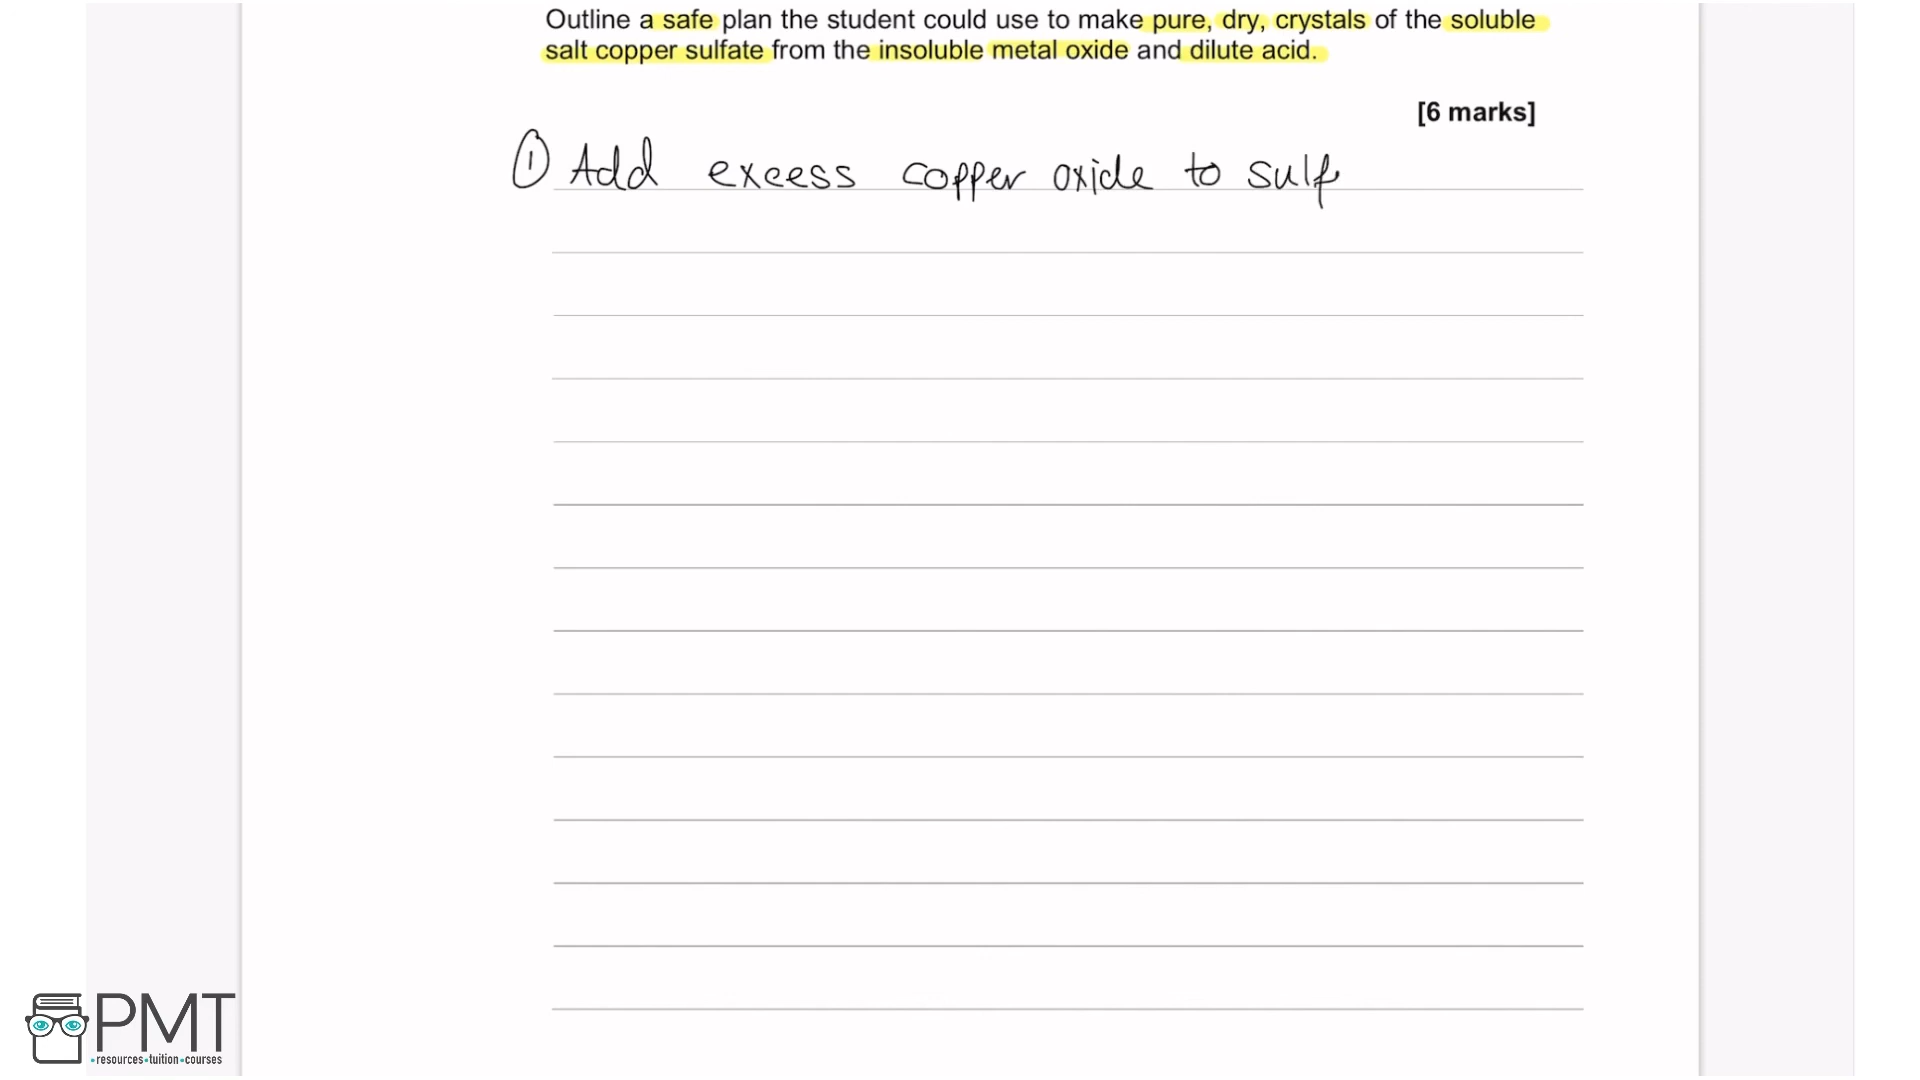 Outline a safe plan the student could use to make pure, dry, crystals of the soluble
salt copper sulfate from the insoluble metal oxide and dilute acid.
[6 marks]
① Add excess copper oxide to sulf
PMT
•resources•tuition•courses